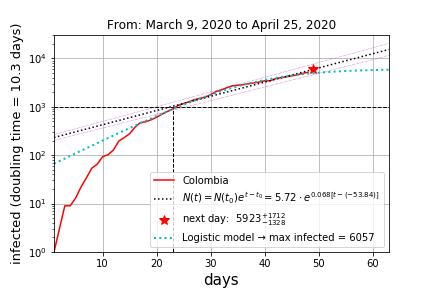 From: March 9, 2020 to April 25, 2020
infected (doubling time = 10.3 days)
10⁴
10³
10²
10¹
10⁰
Colombia
N(t) = N(t₀)e^{t − t₀} = 5.72 · e^{0.068[t − (−53.84)]}
next day: 5923^{+1712}_{−1328}
Logistic model → max infected = 6057
10 20 30 40 50 60
days